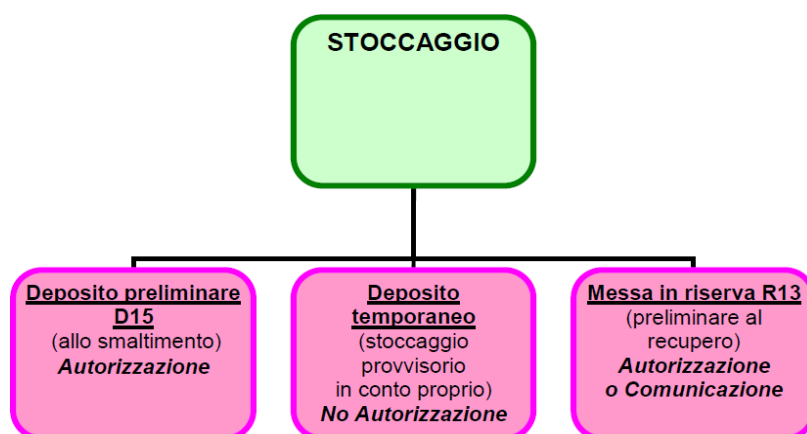 STOCCAGGIO
Deposito preliminare
D15
(allo smaltimento)
Autorizzazione
Deposito
temporaneo
(stoccaggio
provvisorio
in conto proprio)
No Autorizzazione
Messa in riserva R13
(preliminare al
recupero)
Autorizzazione
o Comunicazione